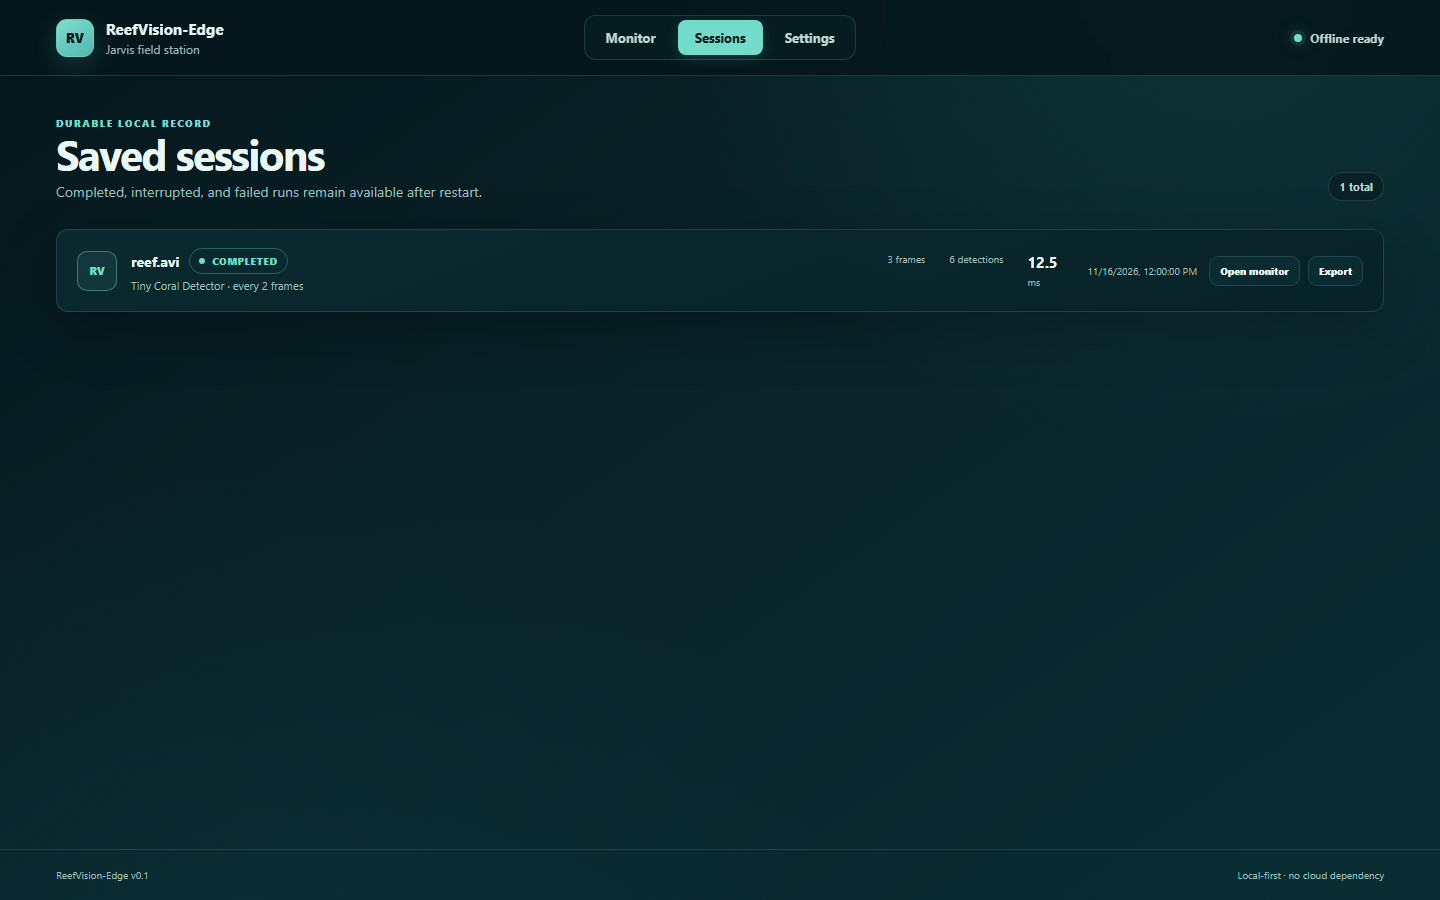 RV
ReefVision-Edge
Jarvis field station
Monitor
Sessions
Settings
Offline ready
DURABLE LOCAL RECORD
Saved sessions
Completed, interrupted, and failed runs remain available after restart.
1 total
RV
reef.avi
COMPLETED
Tiny Coral Detector · every 2 frames
3 frames
6 detections
12.5
ms
11/16/2026, 12:00:00 PM
Open monitor
Export
ReefVision-Edge v0.1
Local-first · no cloud dependency